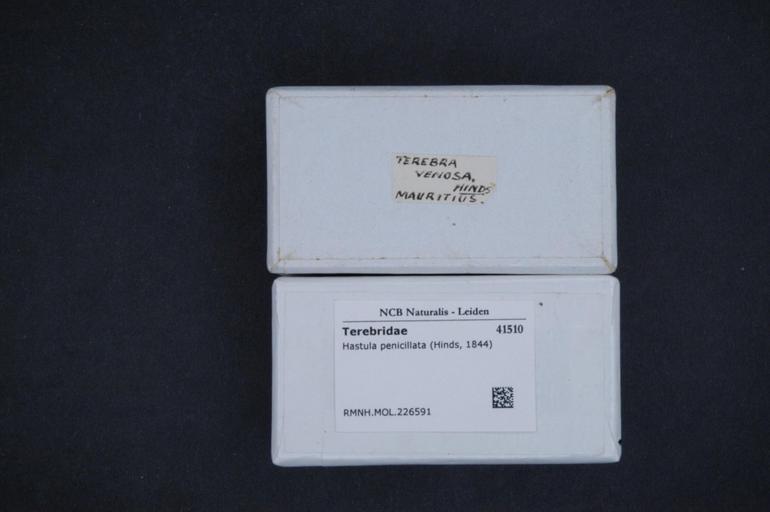 TEREBRA
VENOSA.
HINDS
MAURITIUS.
NCB Naturalis - Leiden
Terebridae 41510
Hastula penicillata (Hinds, 1844)
RMNH.MOL.226591